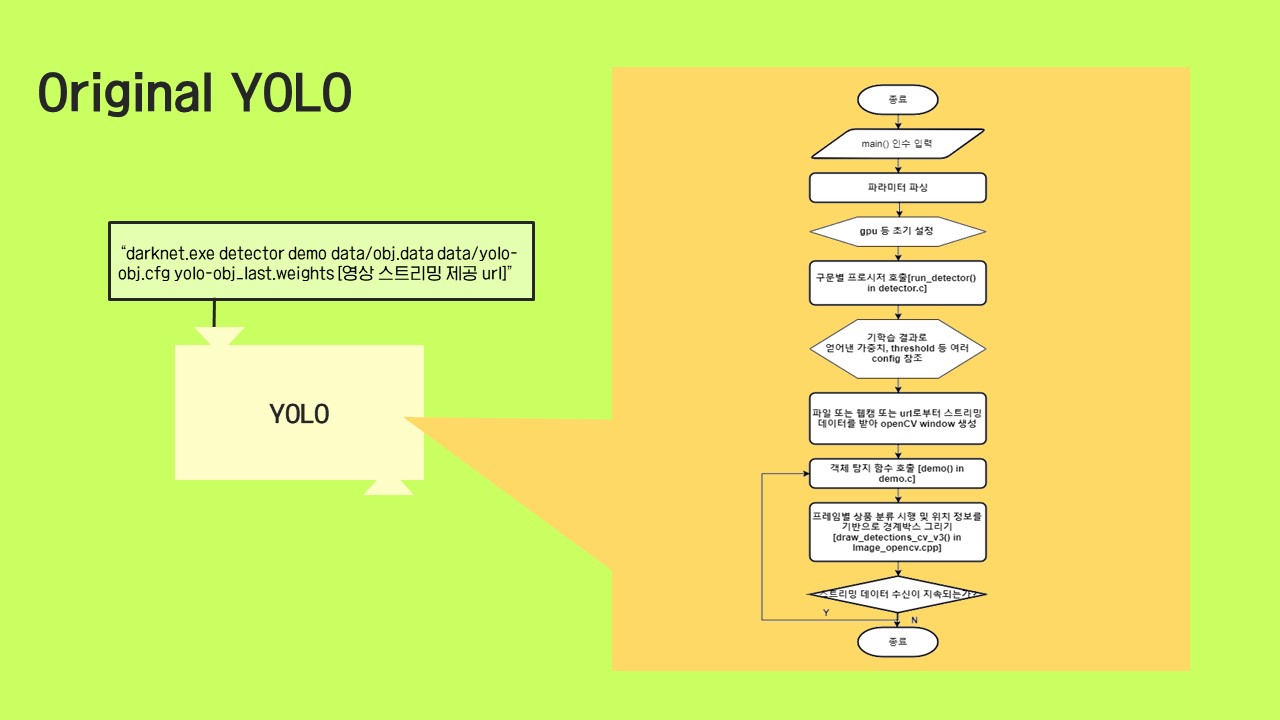 Original YOLO
“darknet.exe detector demo data/obj.data data/yolo-
obj.cfg yolo-obj_last.weights [영상 스트리밍 제공 url]”
YOLO
종료
main() 인수 입력
파라미터 파싱
gpu 등 초기 설정
구문별 프로시저 호출[run_detector()
in detector.c]
기학습 결과로
얻어낸 가중치, threshold 등 여러
config 참조
파일 또는 웹캠 또는 url로부터 스트리밍
데이터를 받아 openCV window 생성
객체 탐지 함수 호출 [demo() in
demo.c]
프레임별 상품 분류 시행 및 위치 정보를
기반으로 경계박스 그리기
[draw_detections_cv_v3() in
Image_opencv.cpp]
스트리밍 데이터 수신이 지속되는가?
Y
N
종료